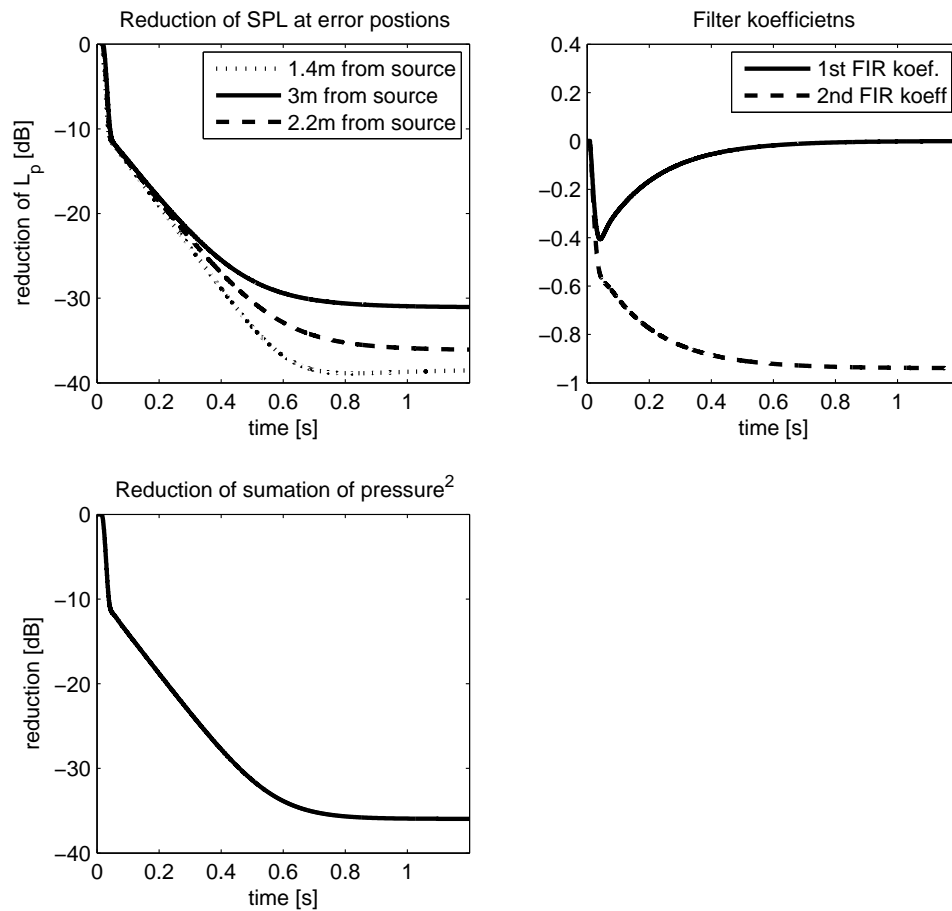 Reduction of SPL at error postions
0
−10
−20
−30
−40
reduction of L_p [dB]
1.4m from source
3m from source
2.2m from source
0 0.2 0.4 0.6 0.8 1
time [s]
Filter koefficietns
0.4
0.2
0
−0.2
−0.4
−0.6
−0.8
−1
1st FIR koef.
2nd FIR koeff
0 0.2 0.4 0.6 0.8 1
time [s]
Reduction of sumation of pressure²
0
−10
−20
−30
−40
reduction [dB]
0 0.2 0.4 0.6 0.8 1
time [s]